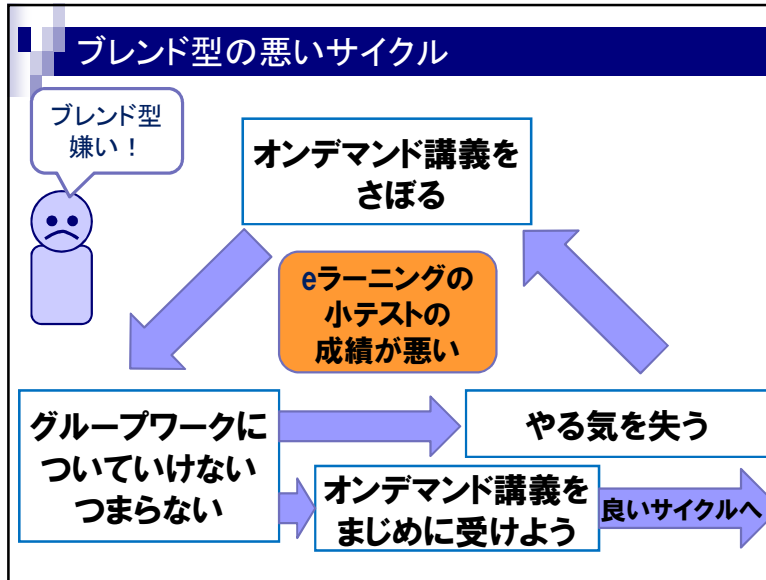 ブレンド型の悪いサイクル
ブレンド型
嫌い！
オンデマンド講義を
さぼる
eラーニングの
小テストの
成績が悪い
グループワークに
ついていけない
つまらない
やる気を失う
オンデマンド講義を
まじめに受けよう
良いサイクルへ